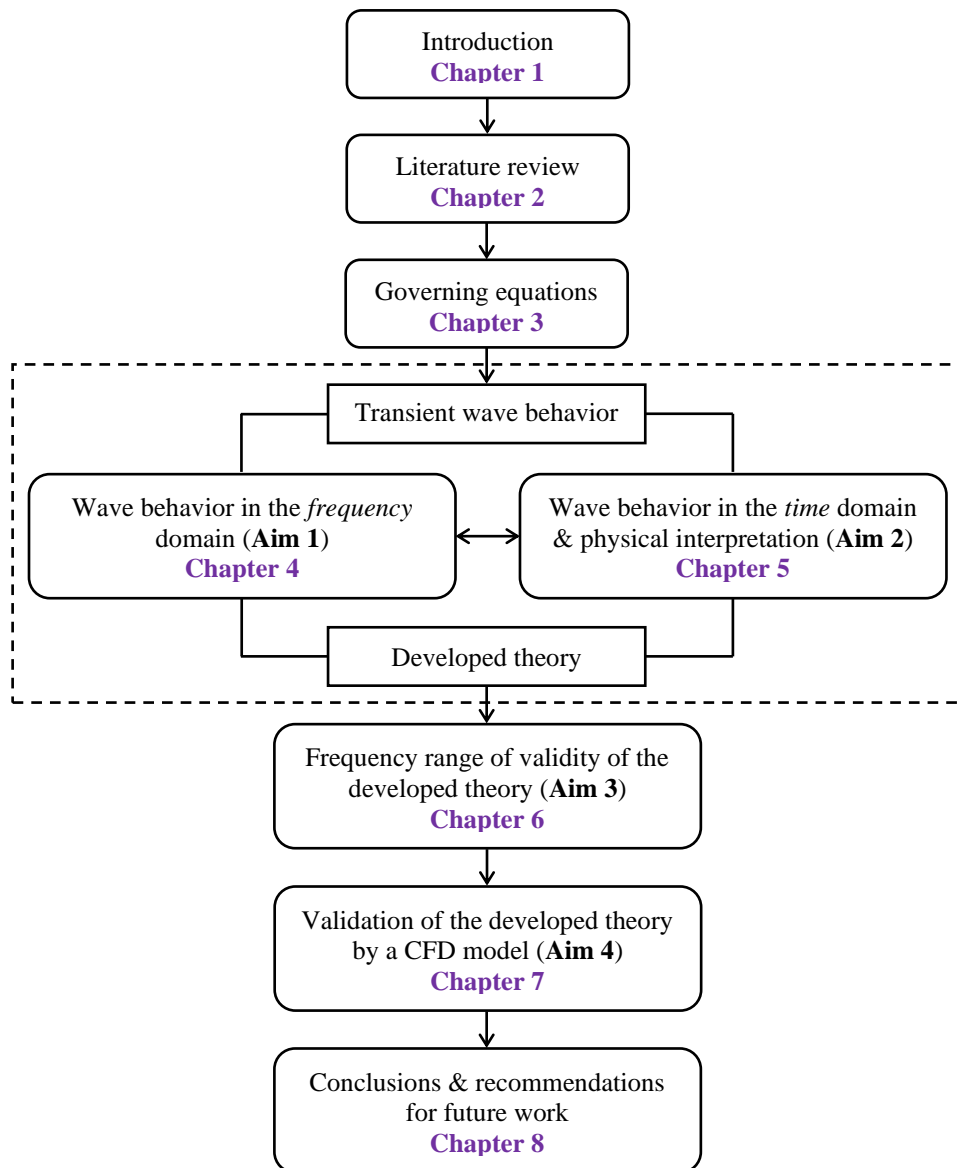 Introduction
Chapter 1
Literature review
Chapter 2
Governing equations
Chapter 3
Transient wave behavior
Wave behavior in the frequency
domain (Aim 1)
Chapter 4
Wave behavior in the time domain
& physical interpretation (Aim 2)
Chapter 5
Developed theory
Frequency range of validity of the
developed theory (Aim 3)
Chapter 6
Validation of the developed theory
by a CFD model (Aim 4)
Chapter 7
Conclusions & recommendations
for future work
Chapter 8